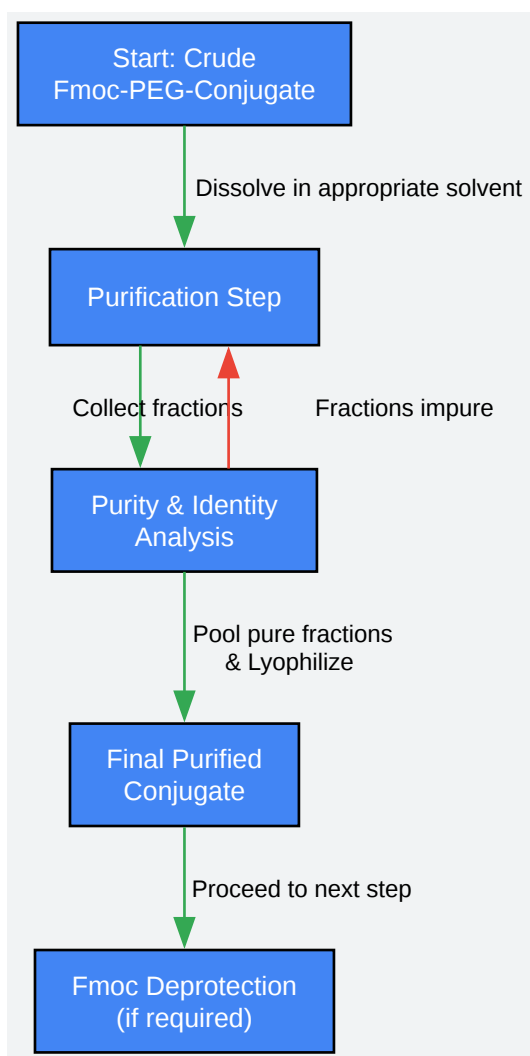 Start: Crude
Fmoc-PEG-Conjugate
Dissolve in appropriate solvent
Purification Step
Collect fractions
Fractions impure
Purity & Identity
Analysis
Pool pure fractions
& Lyophilize
Final Purified
Conjugate
Proceed to next step
Fmoc Deprotection
(if required)